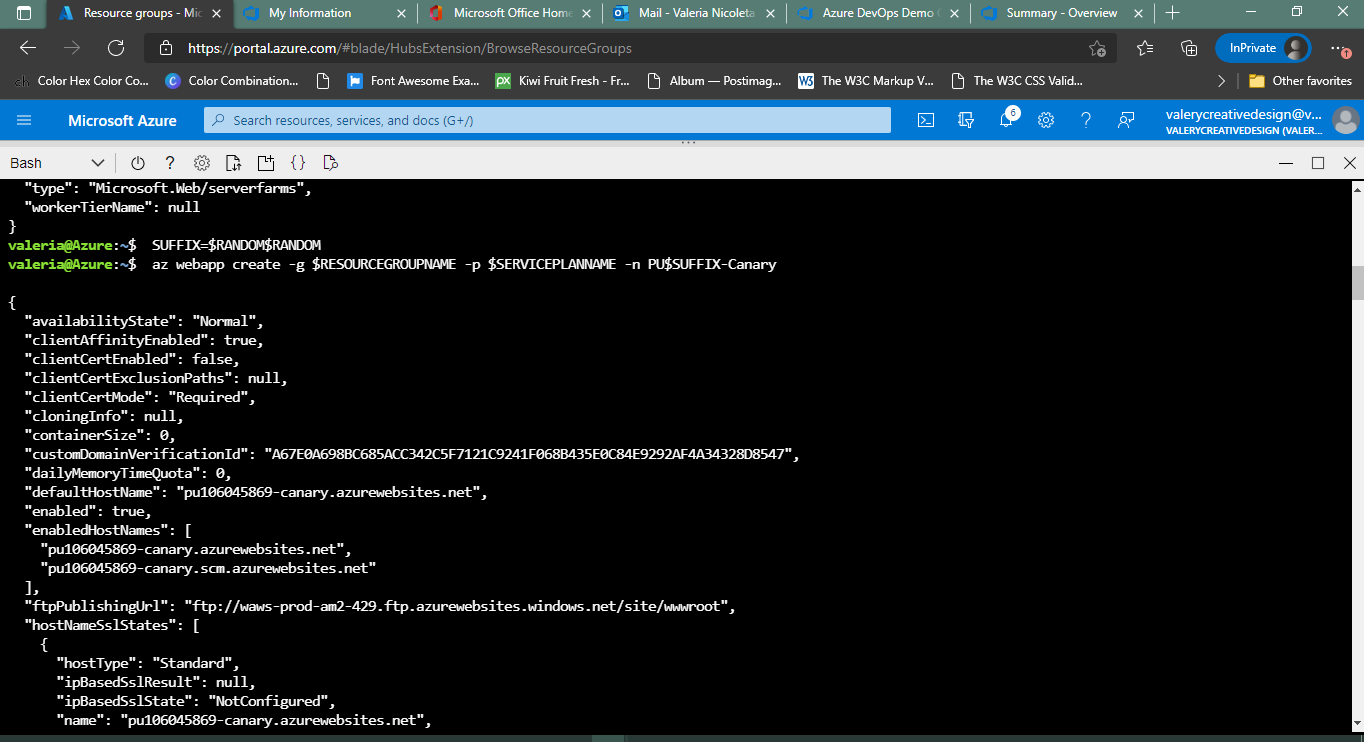 Resource groups - Mic
My Information
Microsoft Office Home
Mail - Valeria Nicoleta
Azure DevOps Demo
Summary - Overview
https://portal.azure.com/#blade/HubsExtension/BrowseResourceGroups
InPrivate
Color Hex Color Co...
Color Combination...
Font Awesome Exa...
Kiwi Fruit Fresh - Fr...
Album — Postimag...
The W3C Markup V...
The W3C CSS Valid...
Other favorites
Microsoft Azure
Search resources, services, and docs (G+/)
6
valerycreativedesign@v...
VALERYCREATIVEDESIGN (VALER...
Bash
"type": "Microsoft.Web/serverfarms",
"workerTierName": null
}
valeria@Azure:~$ SUFFIX=$RANDOM$RANDOM
valeria@Azure:~$ az webapp create -g $RESOURCEGROUPNAME -p $SERVICEPLANNAME -n PU$SUFFIX-Canary
{
"availabilityState": "Normal",
"clientAffinityEnabled": true,
"clientCertEnabled": false,
"clientCertExclusionPaths": null,
"clientCertMode": "Required",
"cloningInfo": null,
"containerSize": 0,
"customDomainVerificationId": "A67E0A698BC685ACC342C5F7121C9241F068B435E0C84E9292AF4A34328D8547",
"dailyMemoryTimeQuota": 0,
"defaultHostName": "pu106045869-canary.azurewebsites.net",
"enabled": true,
"enabledHostNames": [
"pu106045869-canary.azurewebsites.net",
"pu106045869-canary.scm.azurewebsites.net"
],
"ftpPublishingUrl": "ftp://waws-prod-am2-429.ftp.azurewebsites.windows.net/site/wwwroot",
"hostNameSslStates": [
{
"hostType": "Standard",
"ipBasedSslResult": null,
"ipBasedSslState": "NotConfigured",
"name": "pu106045869-canary.azurewebsites.net",